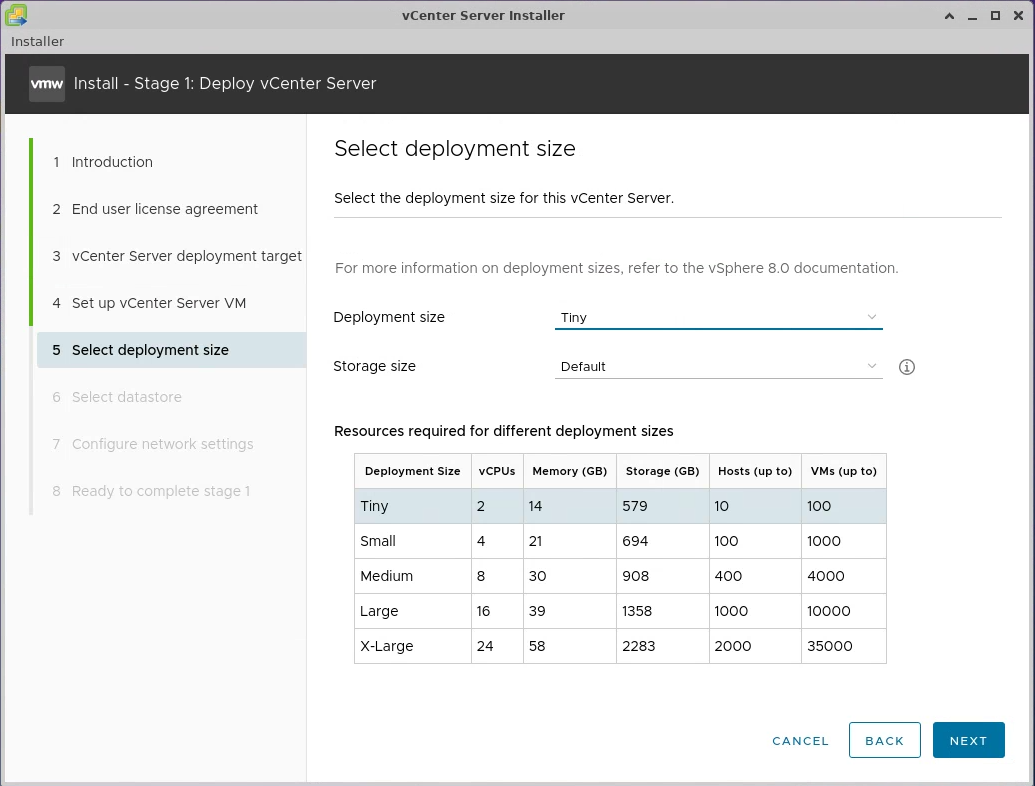 vCenter Server Installer
Installer
vmw Install - Stage 1: Deploy vCenter Server
1 Introduction
2 End user license agreement
3 vCenter Server deployment target
4 Set up vCenter Server VM
5 Select deployment size
6 Select datastore
7 Configure network settings
8 Ready to complete stage 1
Select deployment size
Select the deployment size for this vCenter Server.
For more information on deployment sizes, refer to the vSphere 8.0 documentation.
Deployment size Tiny
Storage size Default
Resources required for different deployment sizes
Deployment Size vCPUs Memory (GB) Storage (GB) Hosts (up to) VMs (up to)
Tiny 2 14 579 10 100
Small 4 21 694 100 1000
Medium 8 30 908 400 4000
Large 16 39 1358 1000 10000
X-Large 24 58 2283 2000 35000
CANCEL BACK NEXT